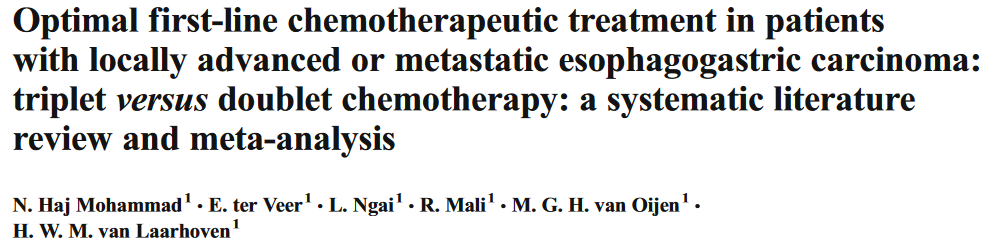 Optimal first-line chemotherapeutic treatment in patients
with locally advanced or metastatic esophagogastric carcinoma:
triplet versus doublet chemotherapy: a systematic literature
review and meta-analysis
N. Haj Mohammad¹ · E. ter Veer¹ · L. Ngai¹ · R. Mali¹ · M. G. H. van Oijen¹ ·
H. W. M. van Laarhoven¹